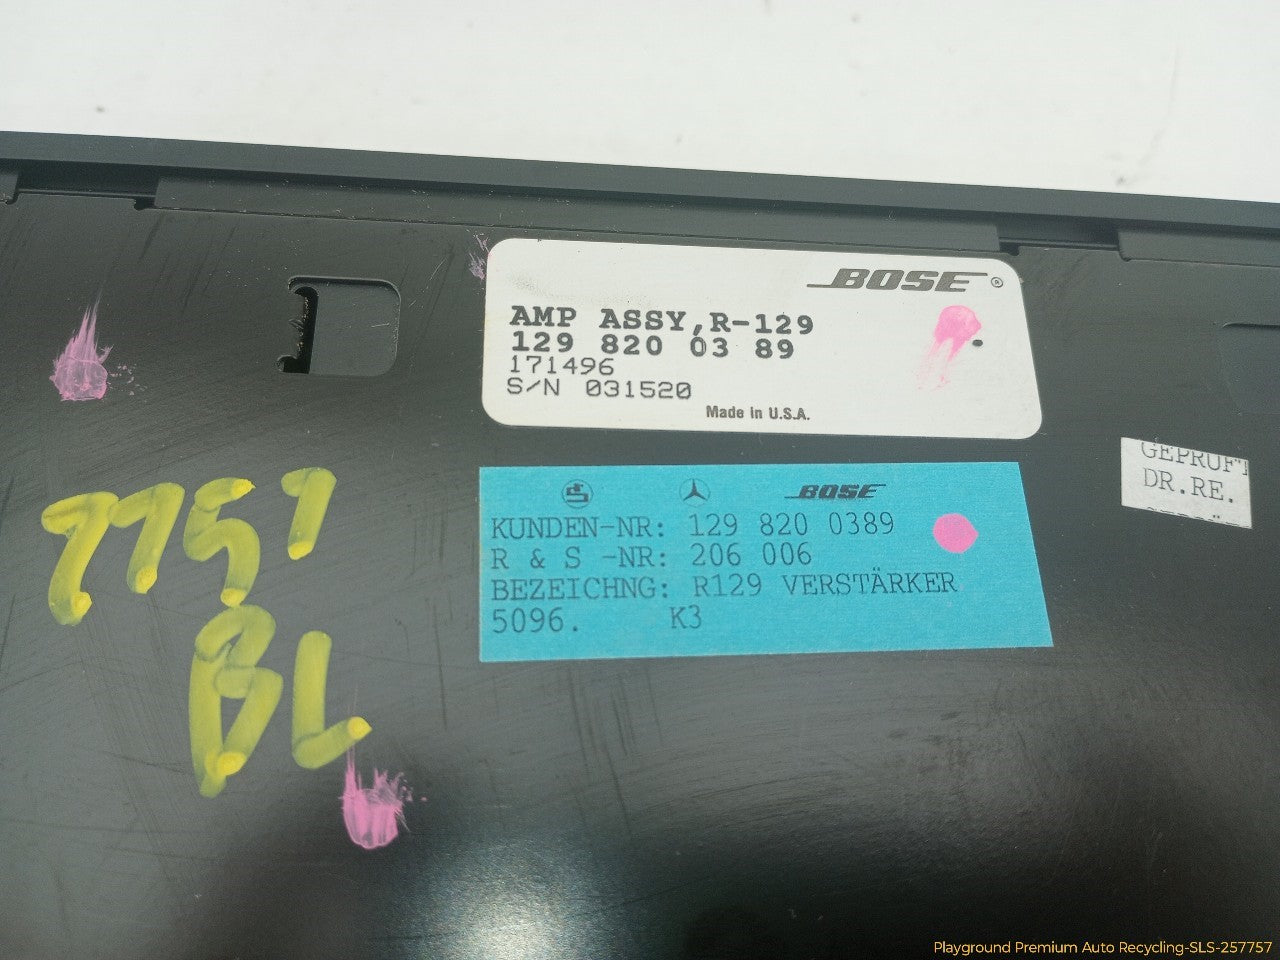 BOSE®
AMP ASSY,R-129
129 820 03 89
171496
S/N 031520
Made in U.S.A.
BOSE
KUNDEN-NR: 129 820 0389
R & S -NR: 206 006
BEZEICHNG: R129 VERSTÄRKER
5096. K3
GEPRÜFT
DR.RE.
7757
BL
Playground Premium Auto Recycling-SLS-257757